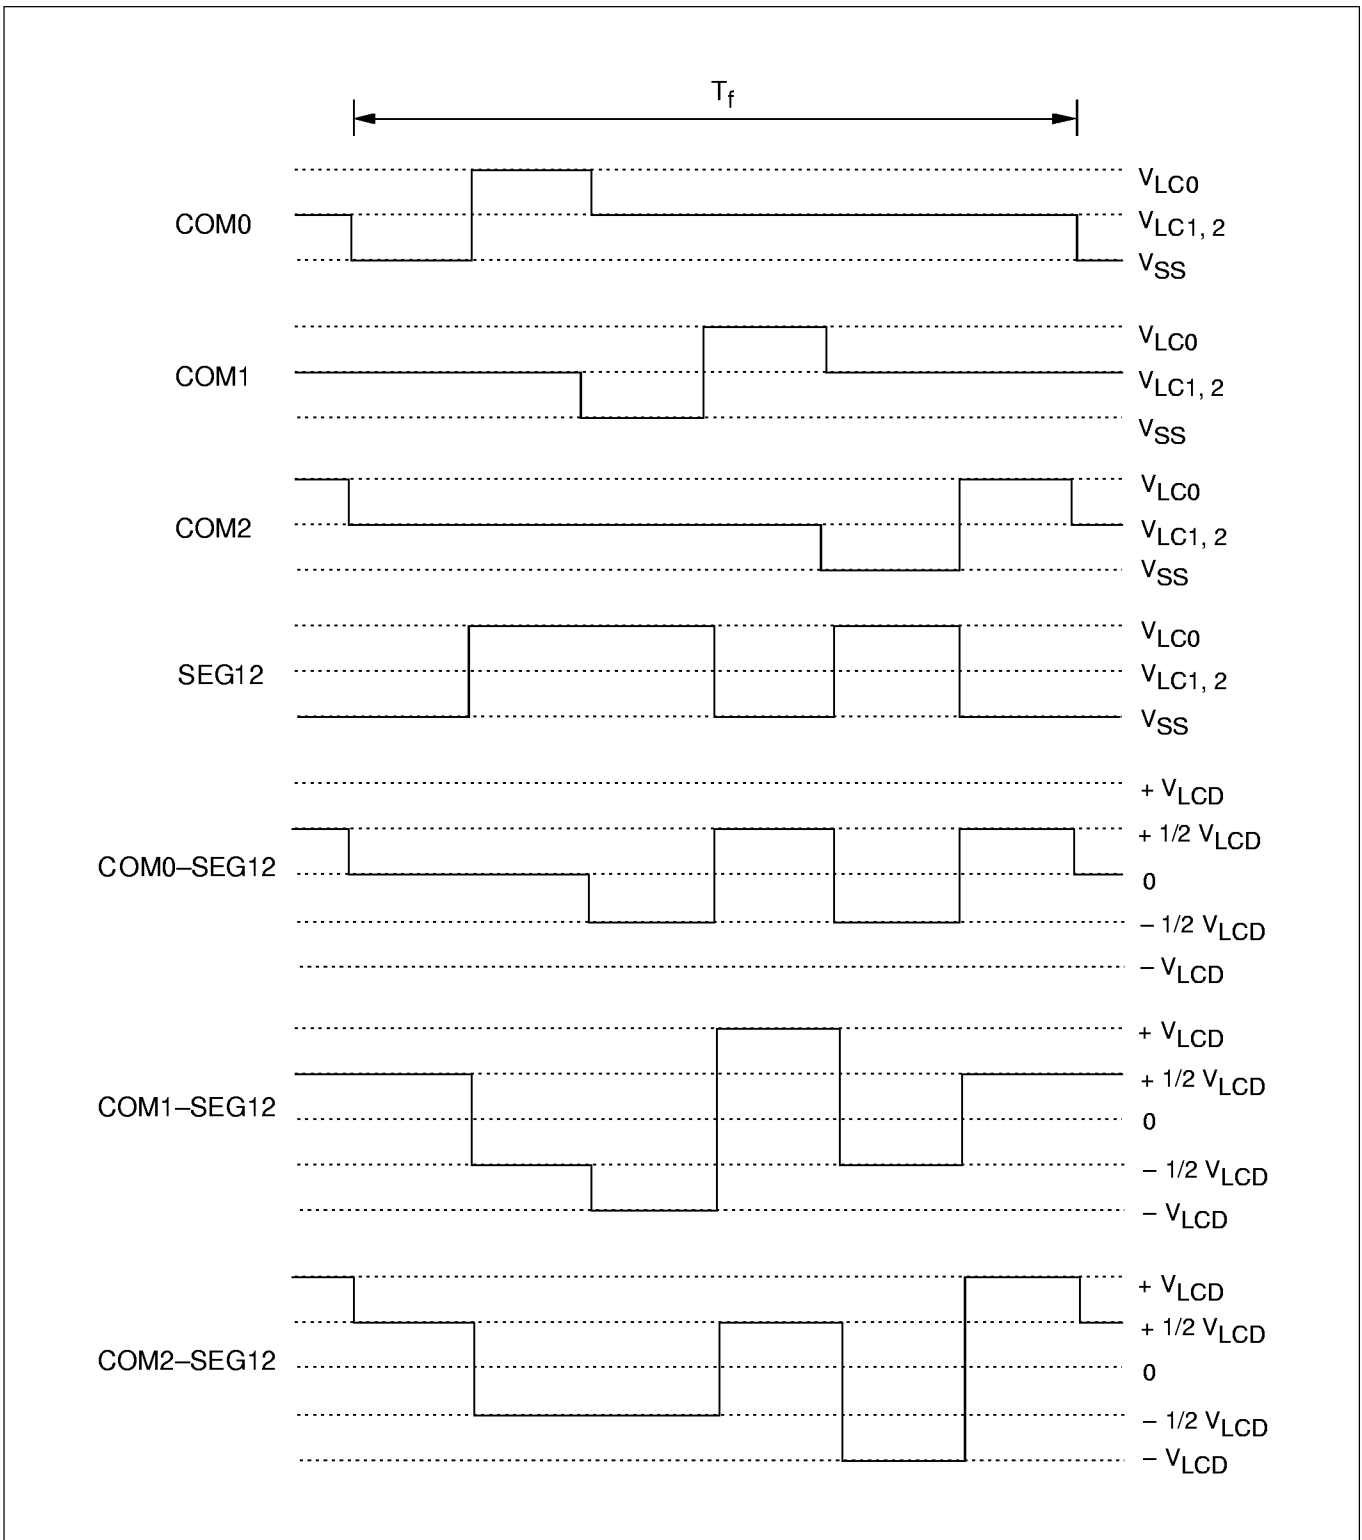 Tf
COM0
VLC0
VLC1, 2
VSS
COM1
VLC0
VLC1, 2
VSS
COM2
VLC0
VLC1, 2
VSS
SEG12
VLC0
VLC1, 2
VSS
COM0–SEG12
+ VLCD
+ 1/2 VLCD
0
– 1/2 VLCD
– VLCD
COM1–SEG12
+ VLCD
+ 1/2 VLCD
0
– 1/2 VLCD
– VLCD
COM2–SEG12
+ VLCD
+ 1/2 VLCD
0
– 1/2 VLCD
– VLCD